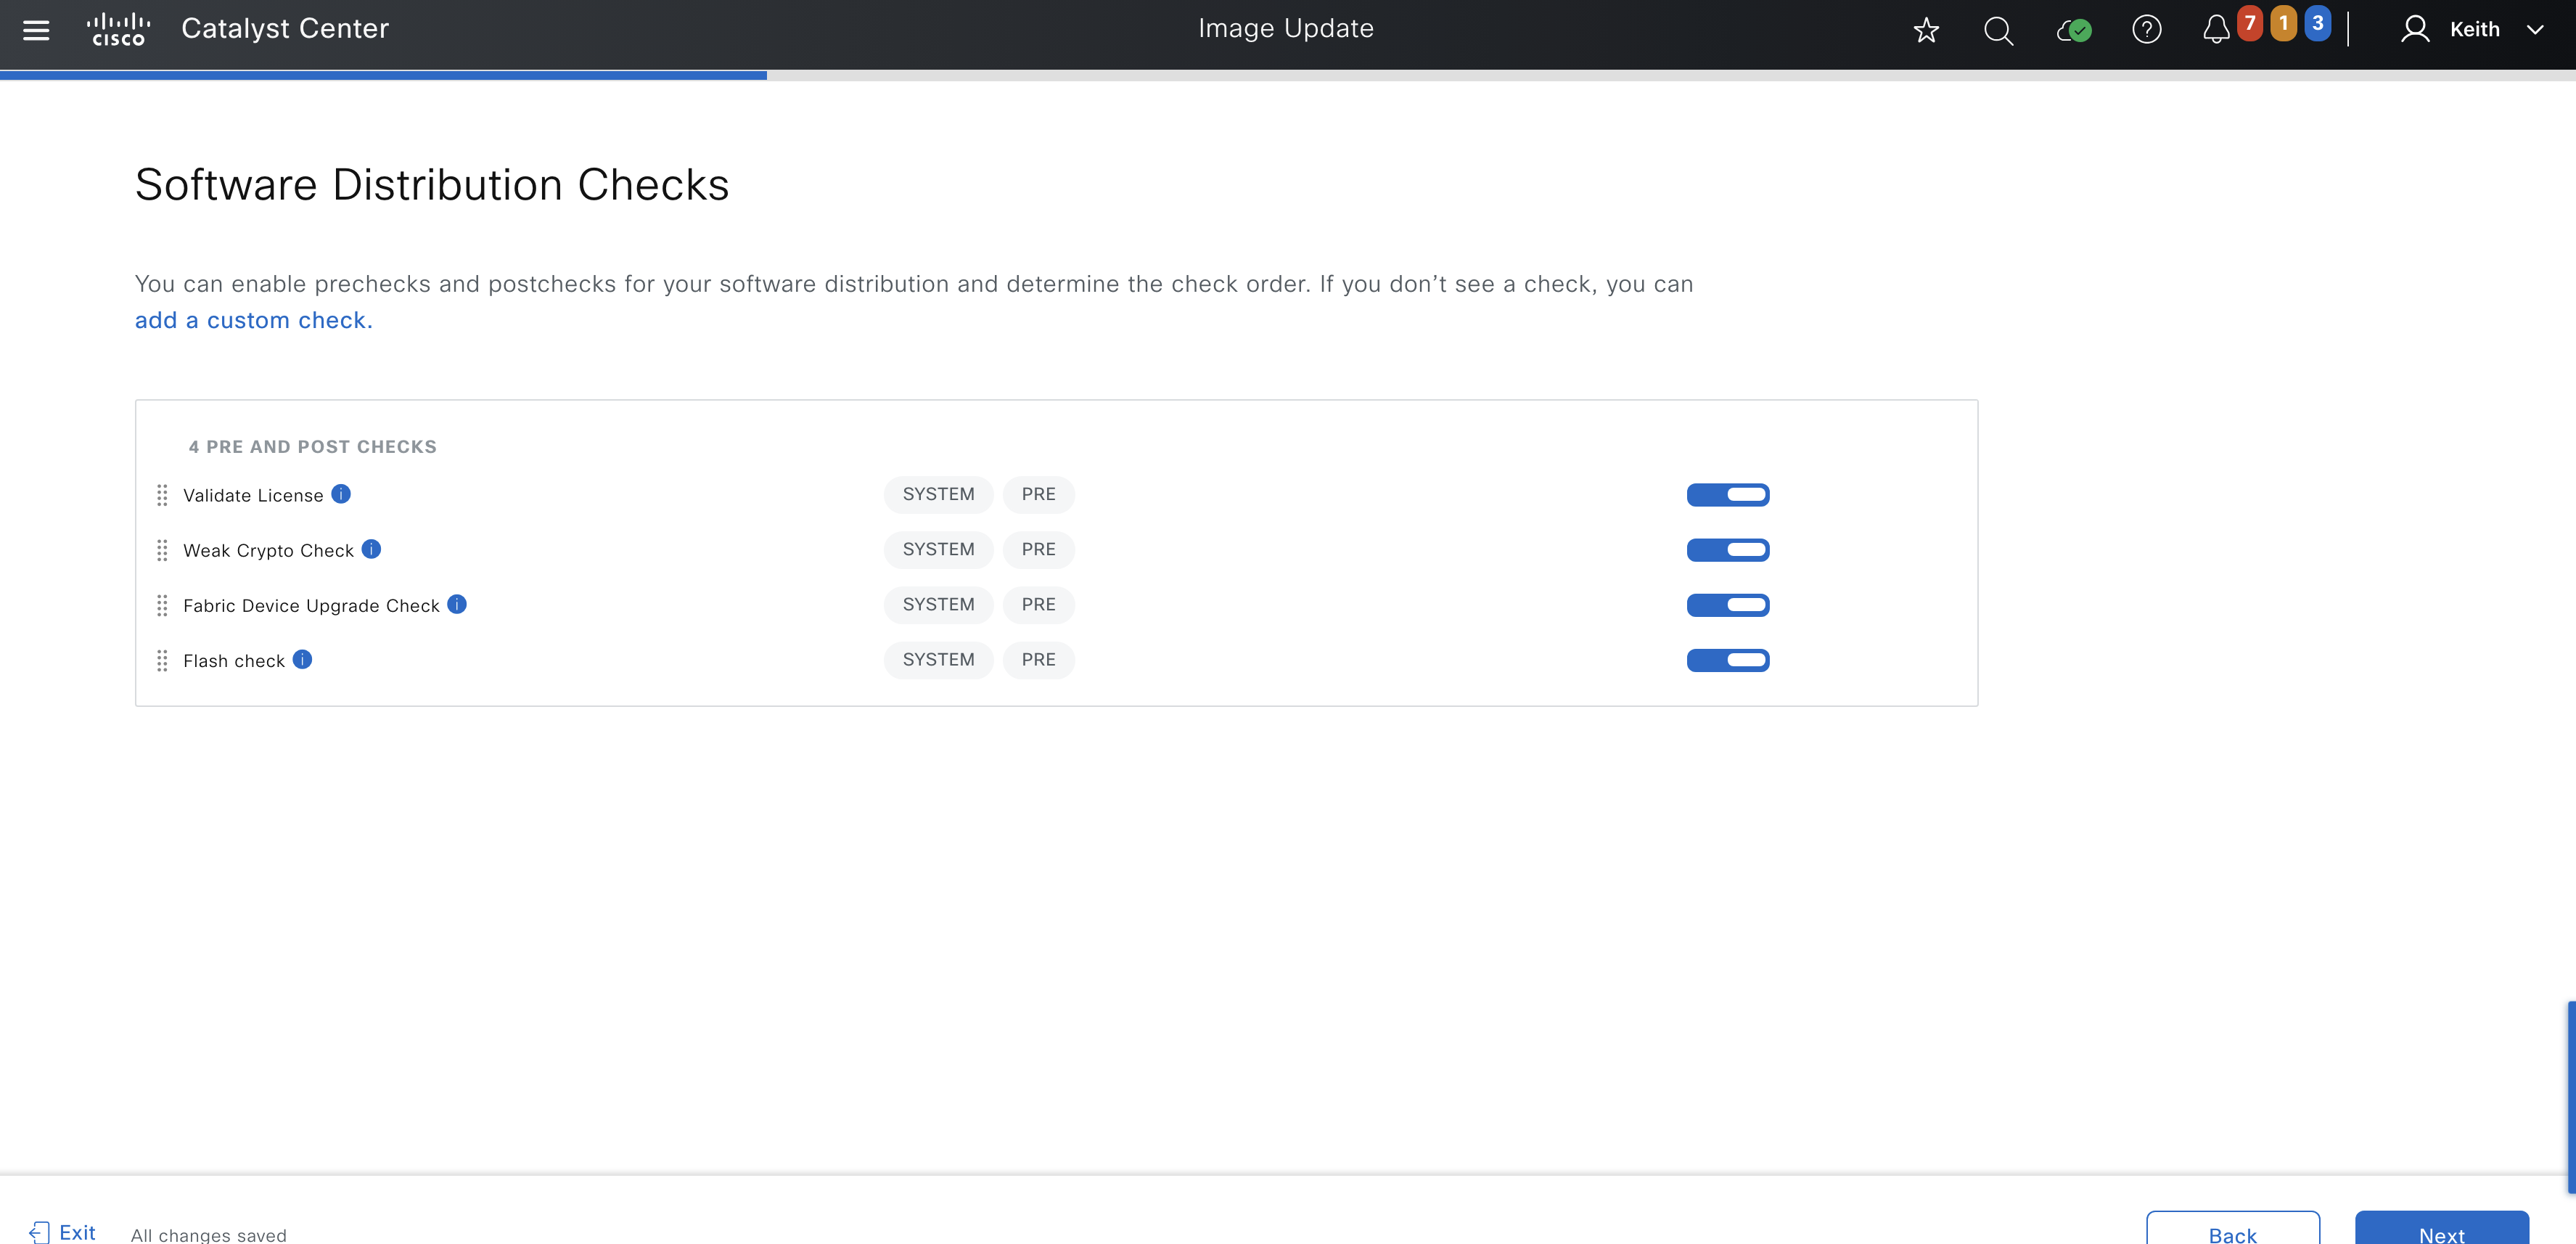 CISCO Catalyst Center
Image Update
7 1 3
Keith
Software Distribution Checks
You can enable prechecks and postchecks for your software distribution and determine the check order. If you don’t see a check, you can
add a custom check.
4 PRE AND POST CHECKS
Validate License i SYSTEM PRE
Weak Crypto Check i SYSTEM PRE
Fabric Device Upgrade Check i SYSTEM PRE
Flash check i SYSTEM PRE
Exit All changes saved Back Next